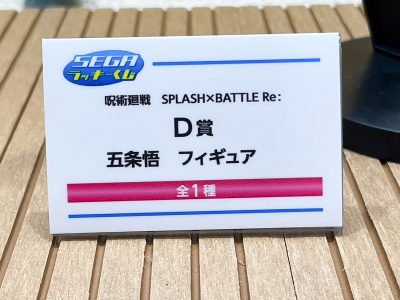 SEGA
ラッキーくじ
呪術廻戦 SPLASH×BATTLE Re:
D賞
五条悟 フィギュア
全1種